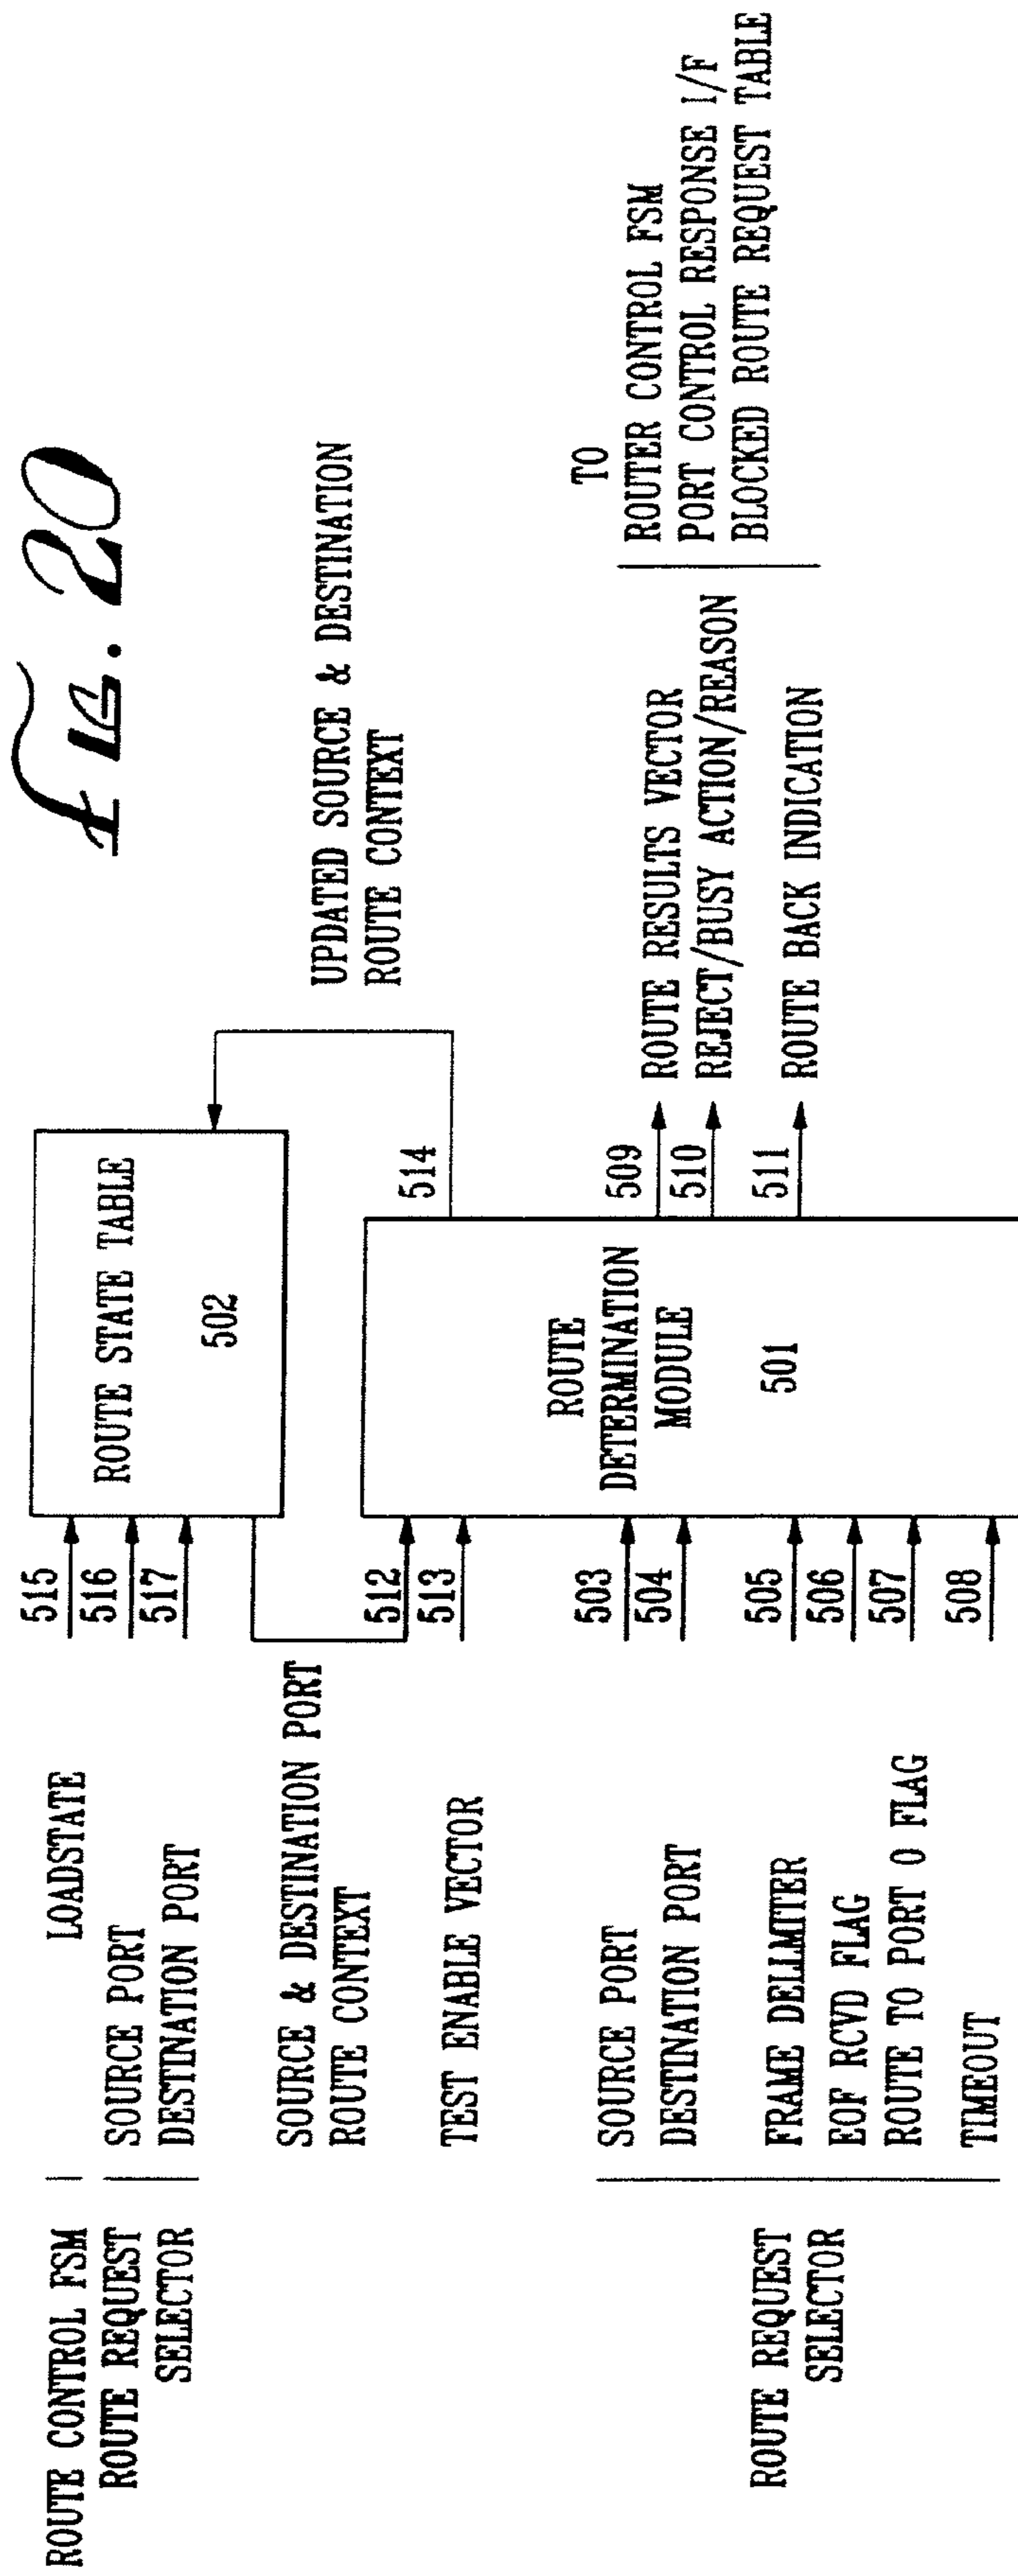 FIG. 20
ROUTE CONTROL FSM
ROUTE REQUEST
SELECTOR
LOADSTATE
SOURCE PORT
DESTINATION PORT
515
516
517
ROUTE STATE TABLE
502
SOURCE & DESTINATION PORT
ROUTE CONTEXT
UPDATED SOURCE & DESTINATION
ROUTE CONTEXT
TEST ENABLE VECTOR
512
513
514
ROUTE REQUEST
SELECTOR
SOURCE PORT
DESTINATION PORT
FRAME DELLMITER
EOF RCVD FLAG
ROUTE TO PORT 0 FLAG
TIMEOUT
503
504
505
506
507
508
ROUTE
DETERMINATION
MODULE
501
509
510
511
ROUTE RESULTS VECTOR
REJECT/BUSY ACTION/REASON
ROUTE BACK INDICATION
TO
ROUTER CONTROL FSM
PORT CONTROL RESPONSE I/F
BLOCKED ROUTE REQUEST TABLE